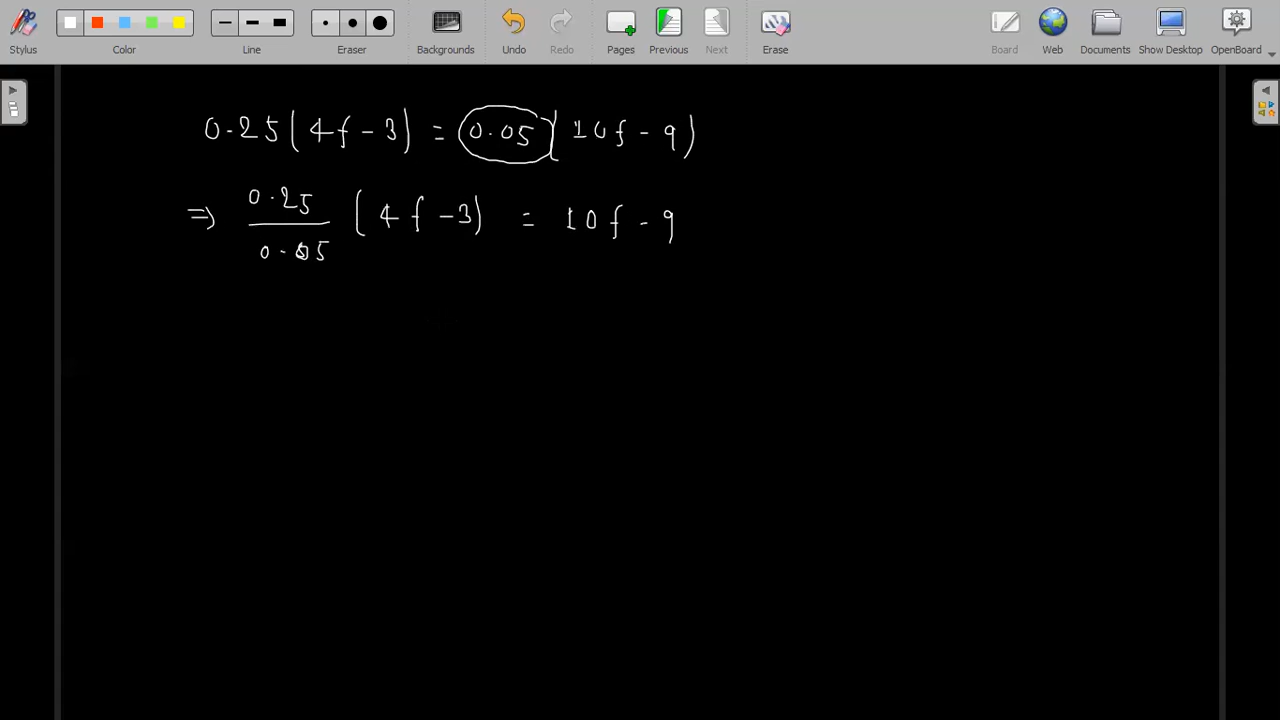 Stylus Color Line Eraser Backgrounds Undo Redo Pages Previous Next Erase Board Web Documents Show Desktop OpenBoard
0.25(4f-3) = 0.05(10f-9)
⇒ 0.25/0.05 (4f-3) = 10f-9